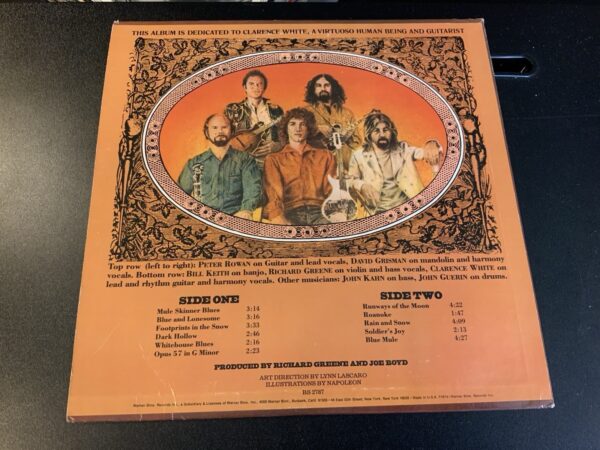 THIS ALBUM IS DEDICATED TO CLARENCE WHITE, A VIRTUOSO HUMAN BEING AND GUITARIST
Top row (left to right): PETER ROWAN on Guitar and lead vocals, DAVID GRISMAN on mandolin and harmony
vocals. Bottom row: BILL KEITH on banjo, RICHARD GREENE on violin and bass vocals, CLARENCE WHITE on
lead and rhythm guitar and harmony vocals. Other musicians: JOHN KAHN on bass, JOHN GUERIN on drums.
SIDE ONE
Mule Skinner Blues 3:14
Blue and Lonesome 3:16
Footprints in the Snow 3:33
Dark Hollow 2:46
Whitehouse Blues 2:16
Opus 57 in G Minor 2:23
SIDE TWO
Runways of the Moon 4:22
Roanoke 1:47
Rain and Snow 4:09
Soldier's Joy 2:13
Blue Mule 4:27
PRODUCED BY RICHARD GREENE AND JOE BOYD
ART DIRECTION BY LYNN LASCARO
ILLUSTRATIONS BY NAPOLEON
BS 2787